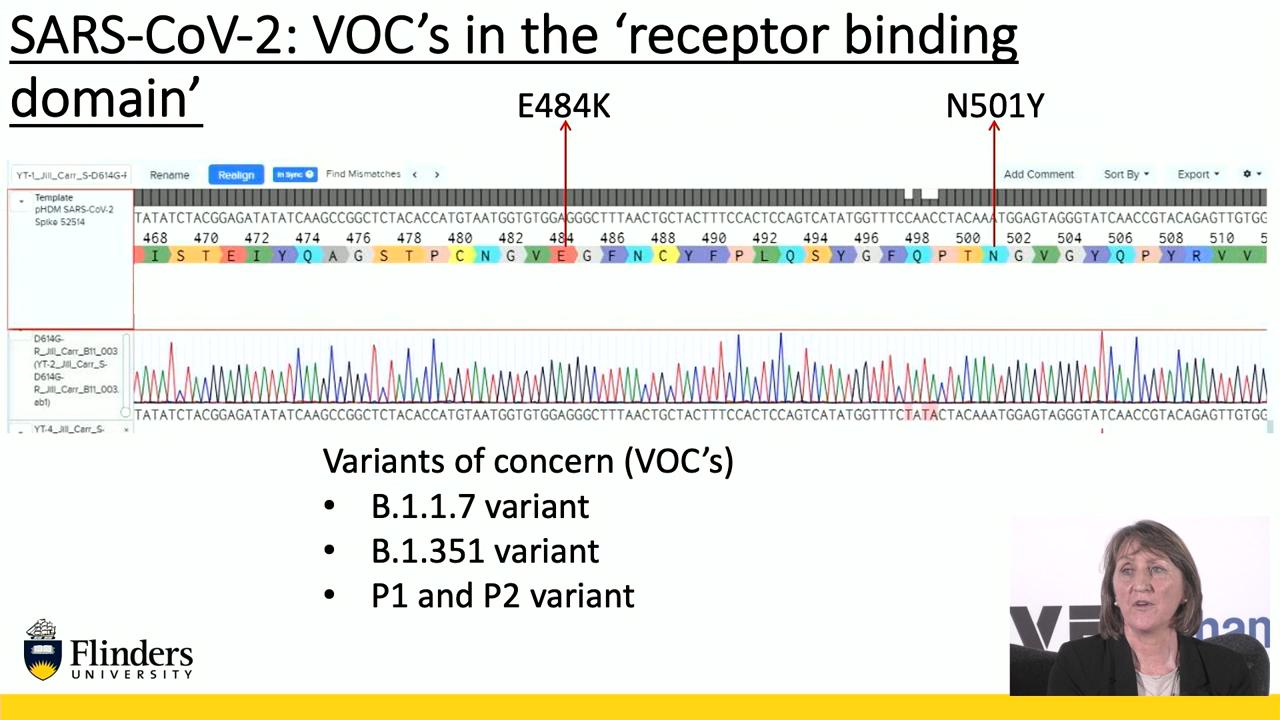 SARS-CoV-2: VOC’s in the ‘receptor binding
domain’
E484K
N501Y
YT-1_Jill_Carr_S-D614G-F
Rename
Realign
In Sync
Find Mismatches
Add Comment
Sort By
Export
Template
pHDM SARS-CoV-2
Spike 52514
TATATCTACGGAGATATATCAAGCCGGCTCTACACCATGTAATGGTGTGGAGGGCTTTAACTGCTACTTTCCACTCCAGTCATATGGTTTCCAACCTACAAATGGAGTAGGGTATCAACCGTACAGAGTTGTGG
468 470 472 474 476 478 480 482 484 486 488 490 492 494 496 498 500 502 504 506 508 510 5
I S T E I Y Q A G S T P C N G V E G F N C Y F P L Q S Y G F Q P T N G V G Y Q P Y R V V
D614G-
R_Jill_Carr_B11_003
(YT-2_Jill_Carr_S-
D614G-
R_Jill_Carr_B11_003.
ab1)
TATATCTACGGAGATATATCAAGCCGGCTCTACACCATGTAATGGTGTGGAGGGCTTTAACTGCTACTTTCCACTCCAGTCATATGGTTTCTATACTACAAATGGAGTAGGGTATCAACCGTACAGAGTTGTGG
YT-4_Jill_Carr_S-
Variants of concern (VOC’s)
• B.1.1.7 variant
• B.1.351 variant
• P1 and P2 variant
Flinders
UNIVERSITY